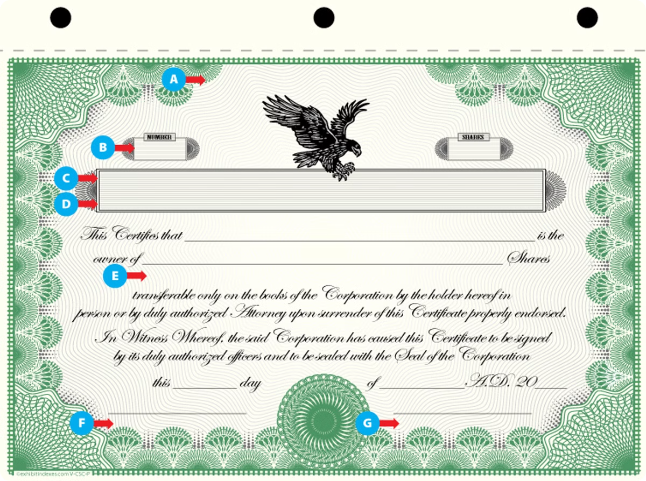 A
B NUMBER SHARES
C
D
This Certifies that is the
owner of Shares
E
transferable only on the books of the Corporation by the holder hereof in
person or by duly authorized Attorney upon surrender of this Certificate properly endorsed.
In Witness Whereof, the said Corporation has caused this Certificate to be signed
by its duly authorized officers and to be sealed with the Seal of the Corporation
this day of A.D. 20
F G